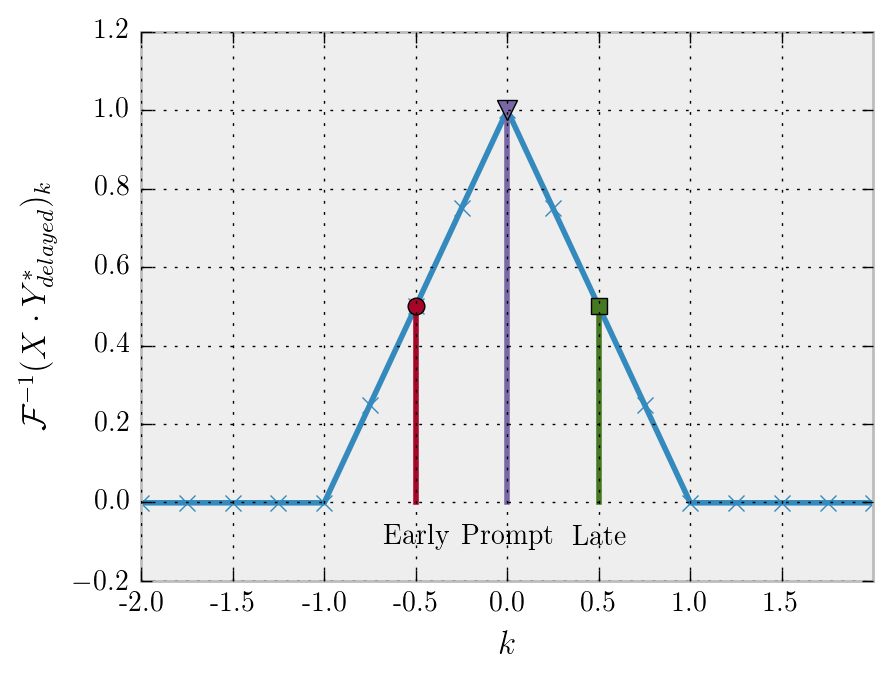 1.2
1.0
0.8
0.6
0.4
0.2
0.0
−0.2
$\mathcal{F}^{-1}(X \cdot Y^{*}_{delayed})_k$
Early Prompt Late
-2.0 -1.5 -1.0 -0.5 0.0 0.5 1.0 1.5
k